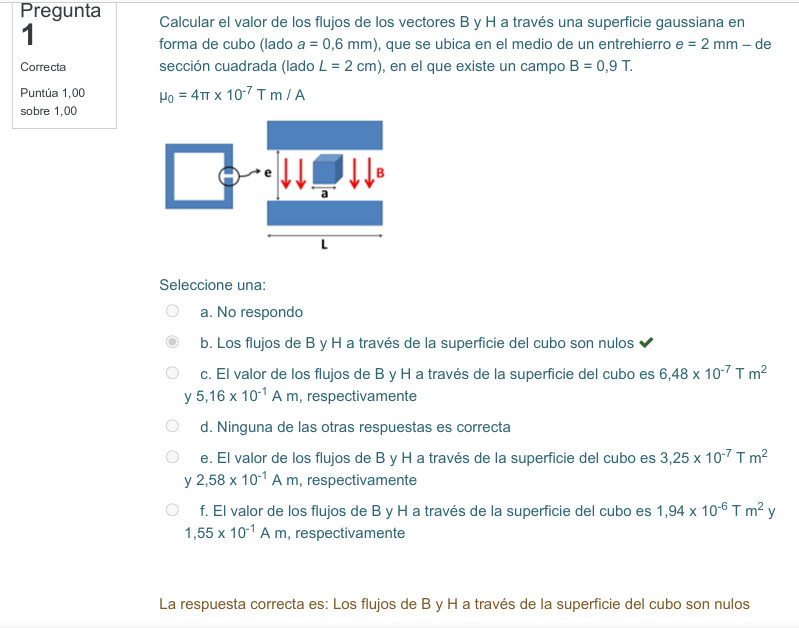 Pregunta
1
Correcta
Puntúa 1,00
sobre 1,00
Calcular el valor de los flujos de los vectores B y H a través una superficie gaussiana en
forma de cubo (lado a = 0,6 mm), que se ubica en el medio de un entrehierro e = 2 mm – de
sección cuadrada (lado L = 2 cm), en el que existe un campo B = 0,9 T.
μ₀ = 4π x 10⁻⁷ T m / A
e
B
a
L
Seleccione una:
a. No respondo
b. Los flujos de B y H a través de la superficie del cubo son nulos ✔
c. El valor de los flujos de B y H a través de la superficie del cubo es 6,48 x 10⁻⁷ T m²
y 5,16 x 10⁻¹ A m, respectivamente
d. Ninguna de las otras respuestas es correcta
e. El valor de los flujos de B y H a través de la superficie del cubo es 3,25 x 10⁻⁷ T m²
y 2,58 x 10⁻¹ A m, respectivamente
f. El valor de los flujos de B y H a través de la superficie del cubo es 1,94 x 10⁻⁶ T m² y
1,55 x 10⁻¹ A m, respectivamente
La respuesta correcta es: Los flujos de B y H a través de la superficie del cubo son nulos